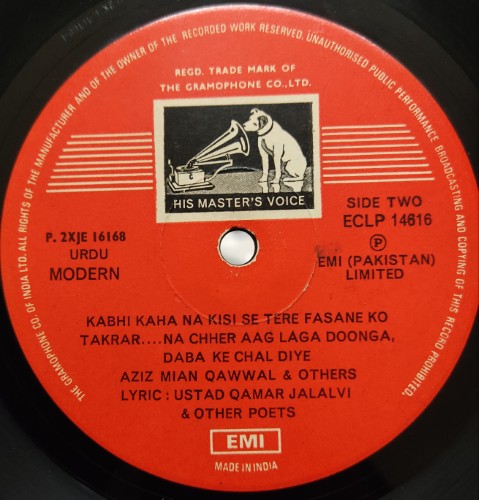 THE GRAMOPHONE CO. OF INDIA LTD. ALL RIGHTS OF THE MANUFACTURER AND OF THE OWNER OF THE RECORDED WORK RESERVED. UNAUTHORISED PUBLIC PERFORMANCE BROADCASTING AND COPYING OF THIS RECORD PROHIBITED.
REGD. TRADE MARK OF
THE GRAMOPHONE CO., LTD.
HIS MASTER'S VOICE
P. 2XJE 16168
URDU
MODERN
SIDE TWO
ECLP 14616
Ⓟ
EMI (PAKISTAN)
LIMITED
KABHI KAHA NA KISI SE TERE FASANE KO
TAKRAR....NA CHHER AAG LAGA DOONGA,
DABA KE CHAL DIYE
AZIZ MIAN QAWWAL & OTHERS
LYRIC : USTAD QAMAR JALALVI
& OTHER POETS
EMI
MADE IN INDIA